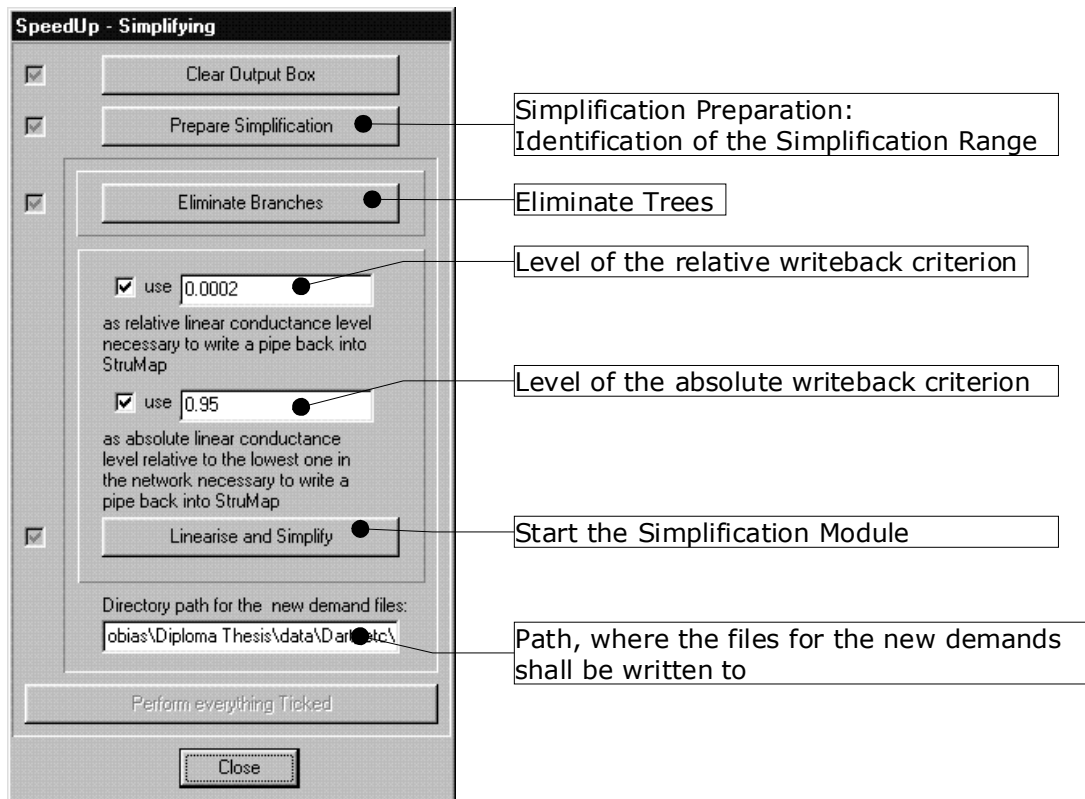 SpeedUp - Simplifying
Clear Output Box
Prepare Simplification
Simplification Preparation:
Identification of the Simplification Range
Eliminate Branches
Eliminate Trees
use 0.0002
Level of the relative writeback criterion
as relative linear conductance level
necessary to write a pipe back into
StruMap
use 0.95
Level of the absolute writeback criterion
as absolute linear conductance
level relative to the lowest one in
the network necessary to write a
pipe back into StruMap
Linearise and Simplify
Start the Simplification Module
Directory path for the new demand files:
obias\Diploma Thesis\data\
Path, where the files for the new demands
shall be written to
Perform everything Ticked
Close